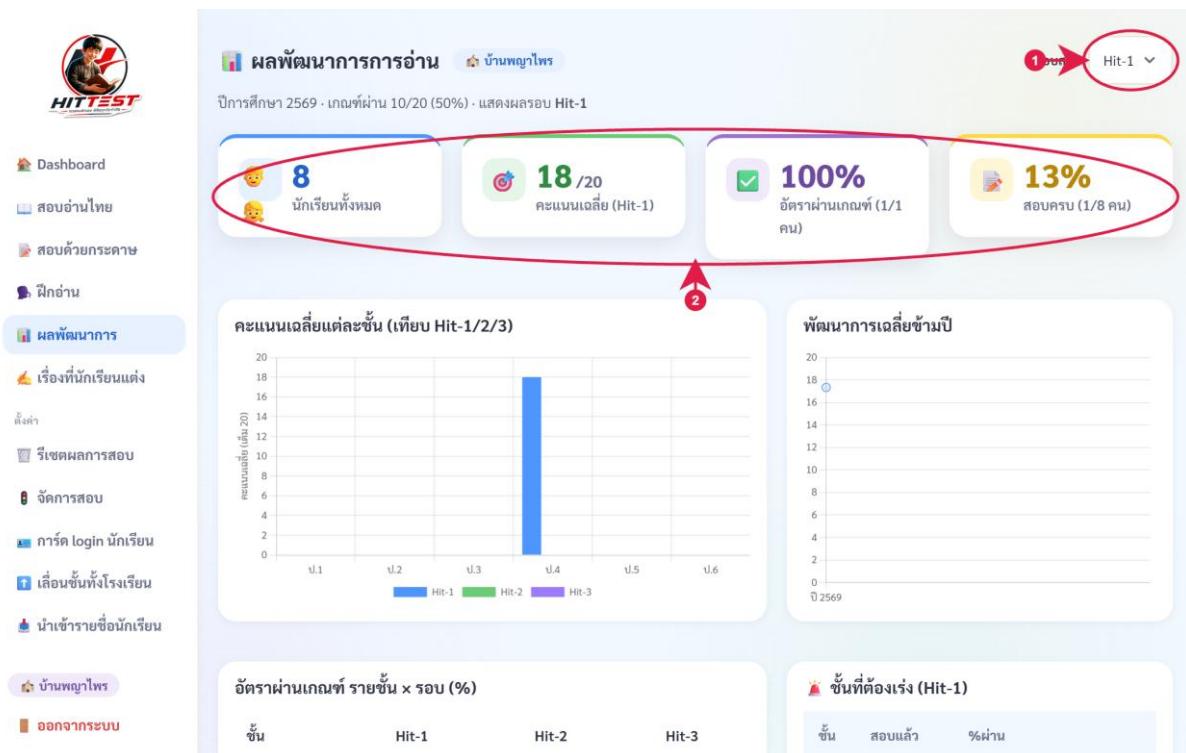 HITTEST
Dashboard
สอบอ่านไทย
สอบด้วยกระดาษ
ฝึกอ่าน
ผลพัฒนาการ
เรื่องที่นักเรียนแต่ง
ตั้งค่า
รีเซตผลการสอบ
จัดการสอบ
การ์ด login นักเรียน
เลื่อนชั้นทั้งโรงเรียน
นำเข้ารายชื่อนักเรียน
บ้านพญาไพร
ออกจากระบบ
ผลพัฒนาการการอ่าน บ้านพญาไพร
1 Hit-1
ปีการศึกษา 2569 · เกณฑ์ผ่าน 10/20 (50%) · แสดงผลรอบ Hit-1
8
นักเรียนทั้งหมด
18 /20
คะแนนเฉลี่ย (Hit-1)
100%
อัตราผ่านเกณฑ์ (1/1
คน)
13%
สอบครบ (1/8 คน)
2
คะแนนเฉลี่ยแต่ละชั้น (เทียบ Hit-1/2/3)
คะแนนเฉลี่ย (เต็ม 20)
20
18
16
14
12
10
8
6
4
2
0
ป.1 ป.2 ป.3 ป.4 ป.5 ป.6
Hit-1 Hit-2 Hit-3
พัฒนาการเฉลี่ยข้ามปี
20
18
16
14
12
10
8
6
4
2
0
ปี 2569
อัตราผ่านเกณฑ์ รายชั้น × รอบ (%)
ชั้น Hit-1 Hit-2 Hit-3
ชั้นที่ต้องเร่ง (Hit-1)
ชั้น สอบแล้ว %ผ่าน